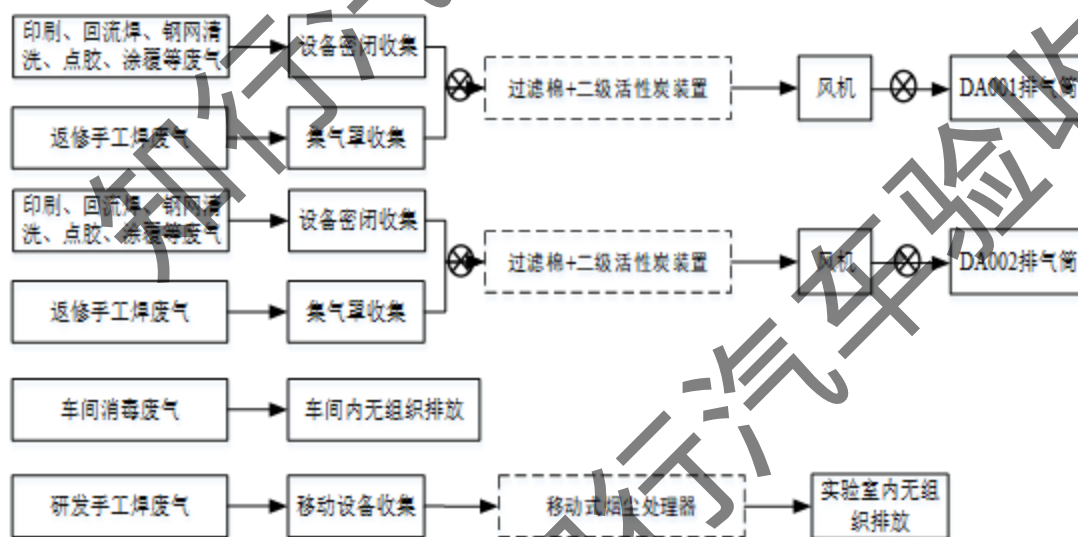 印刷、回流焊、钢网清
洗、点胶、涂覆等废气
设备密闭收集
过滤棉+二级活性炭装置
风机
DA001排气筒
返修手工焊废气
集气罩收集
印刷、回流焊、钢网清
洗、点胶、涂覆等废气
设备密闭收集
过滤棉+二级活性炭装置
风机
DA002排气筒
返修手工焊废气
集气罩收集
车间消毒废气
车间内无组织排放
研发手工焊废气
移动设备收集
移动式烟尘处理器
实验室内无组
织排放
知行汽
行汽车验收